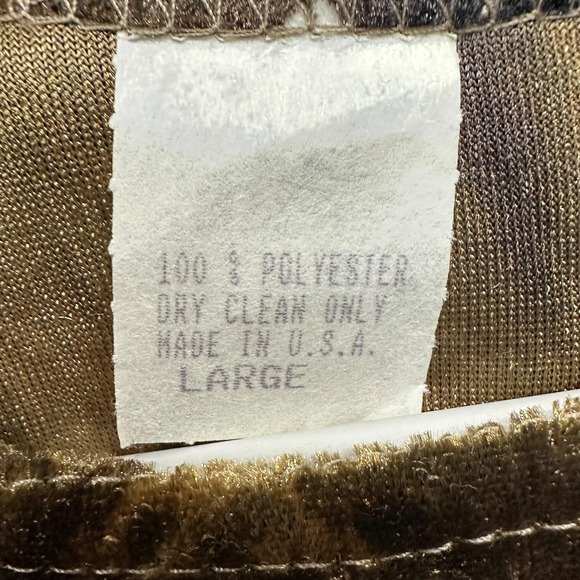 100 % POLYESTER
DRY CLEAN ONLY
MADE IN U.S.A.
LARGE